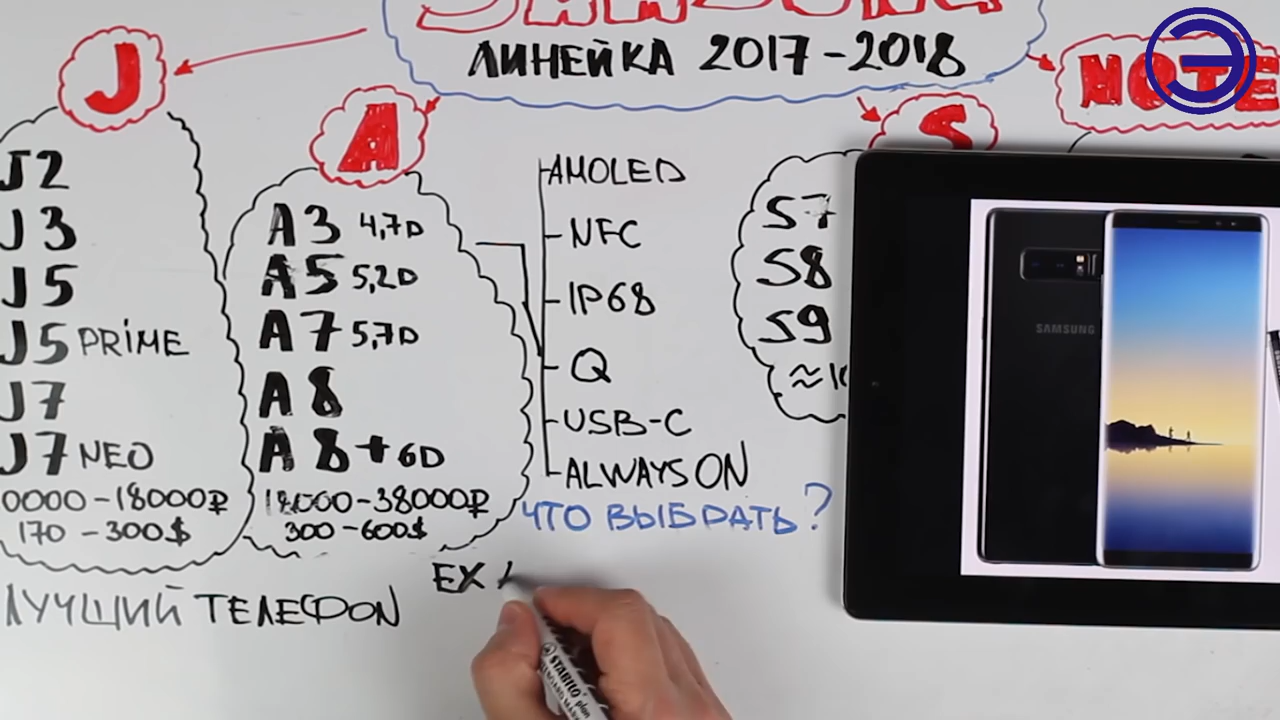 SAMSUNG
ЛИНЕЙКА 2017-2018
J
J2
J3
J5
J5 PRIME
J7
J7 NEO
0000-18000₽
170-300$
A
A3 4,7D
A5 5,2D
A7 5,7D
A8
A8+ 6D
18000-38000₽
300-600$
AMOLED
NFC
IP68
Q
USB-C
ALWAYS ON
ЧТО ВЫБРАТЬ?
S
S7
S8
S9
NOTE
Э
SAMSUNG
ЛУЧШИЙ ТЕЛЕФОН
EX
STABILO plan